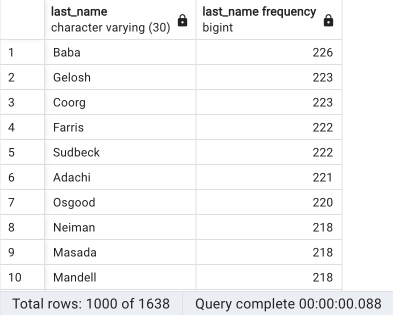 last_name last_name frequency
character varying (30) bigint
1 Baba 226
2 Gelosh 223
3 Coorg 223
4 Farris 222
5 Sudbeck 222
6 Adachi 221
7 Osgood 220
8 Neiman 218
9 Masada 218
10 Mandell 218
Total rows: 1000 of 1638 Query complete 00:00:00.088